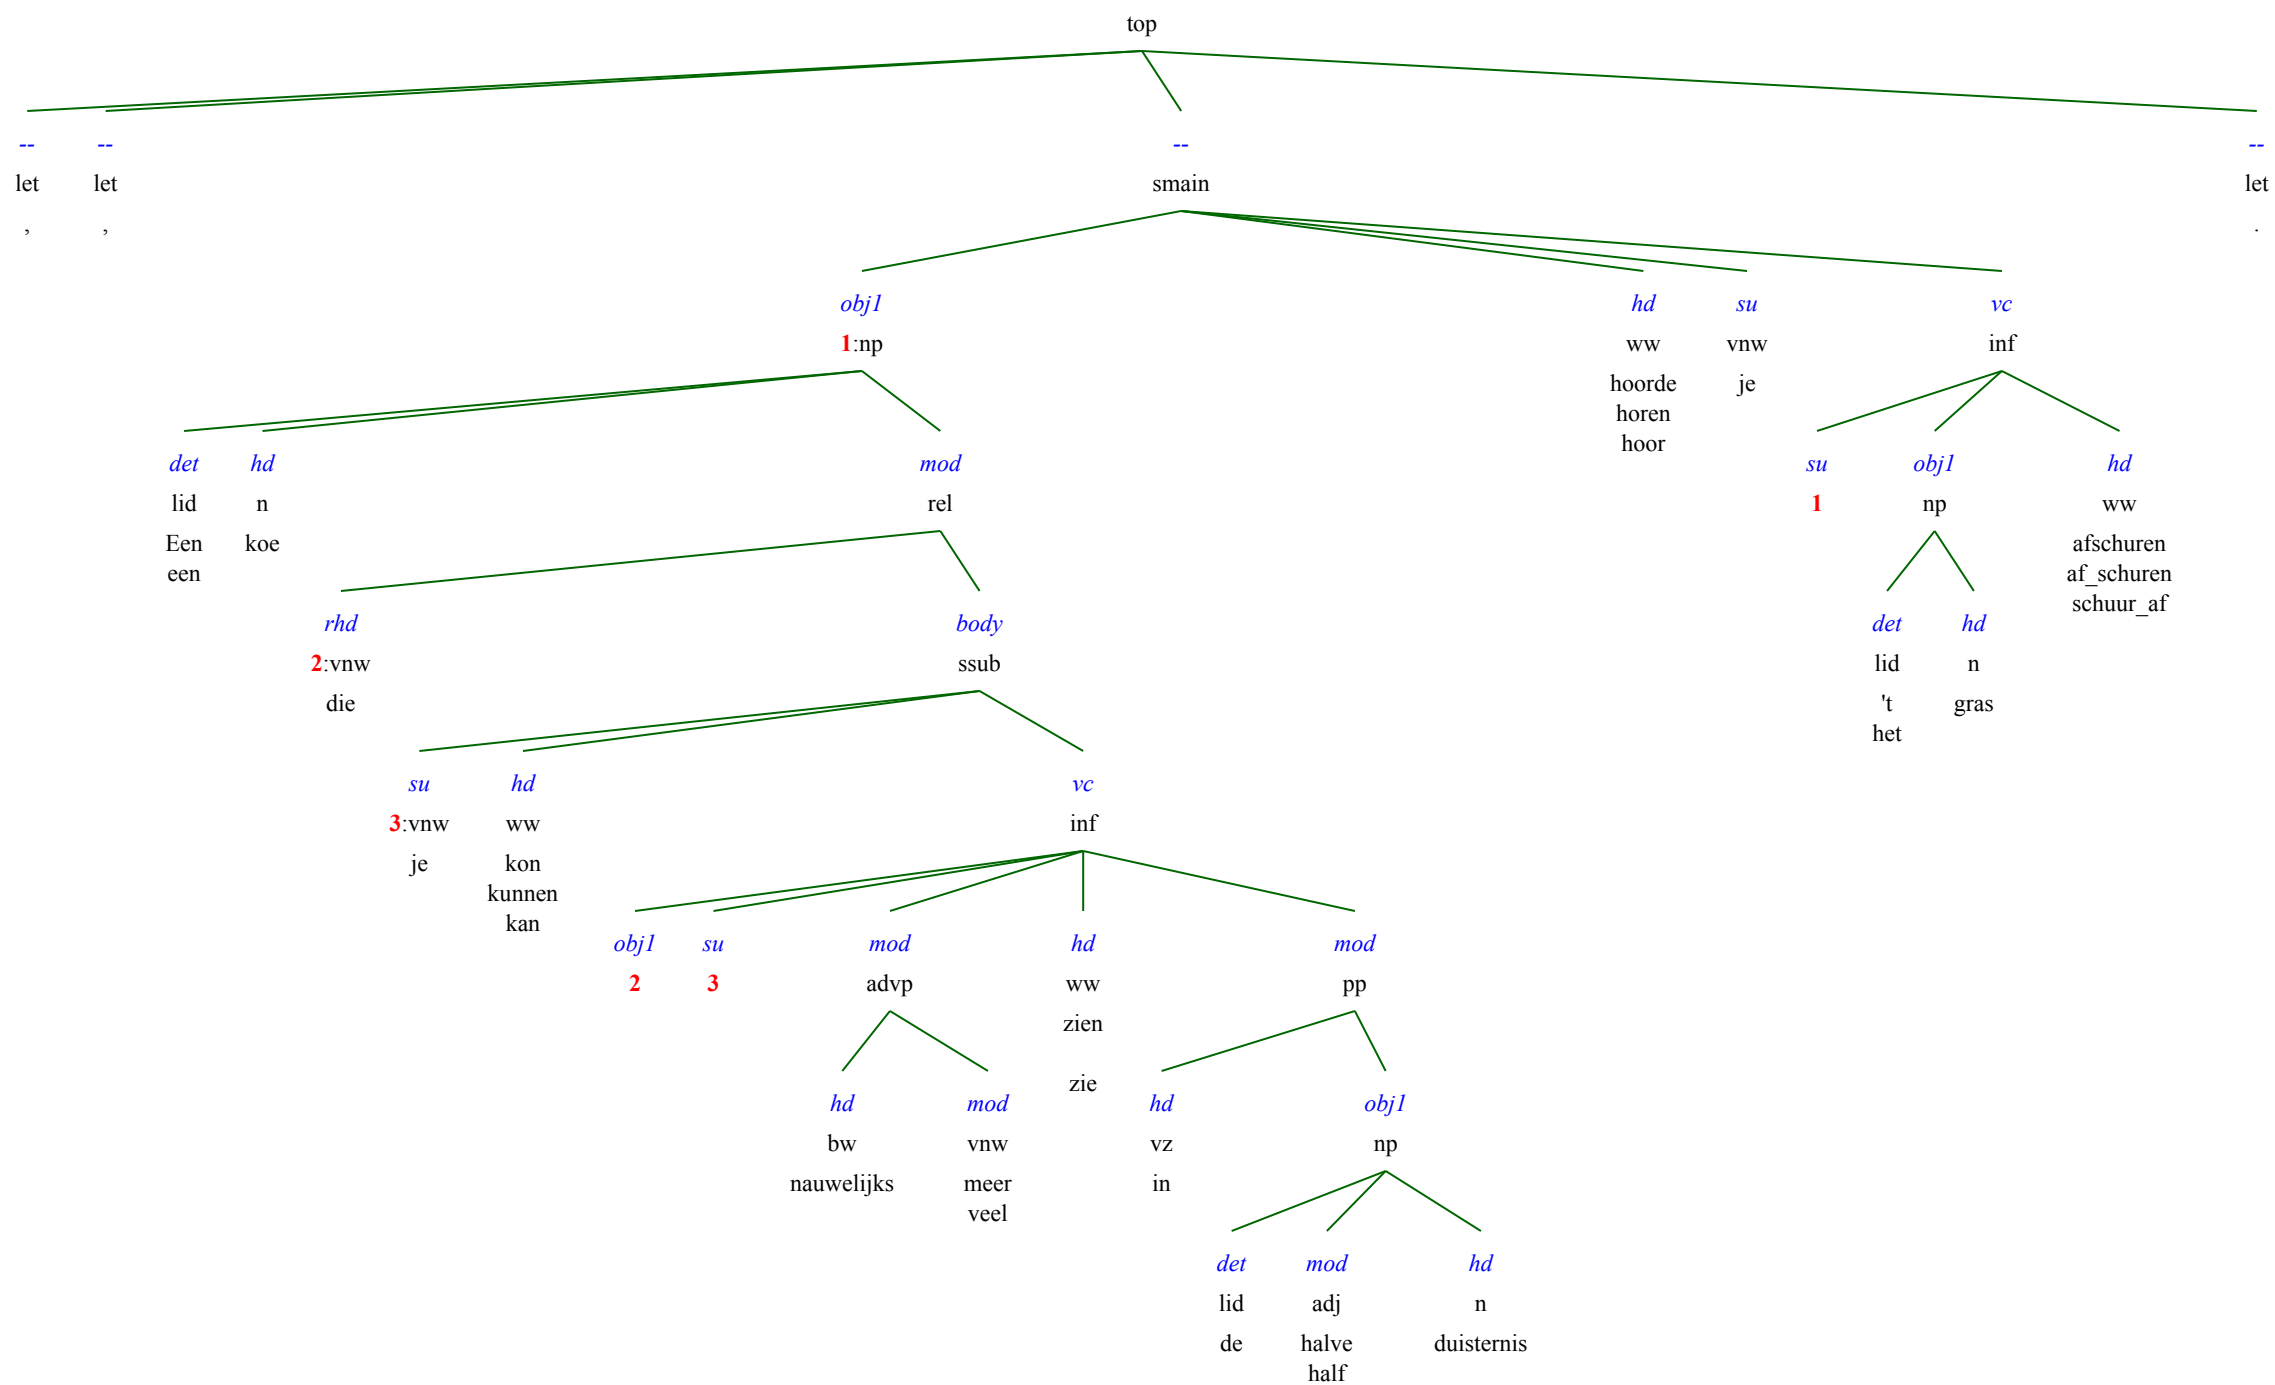 top
-- -- -- --
let let smain let
, , .
obj1 hd su vc
1:np ww vnw inf
hoorde je
horen
hoor
det hd mod su obj1 hd
lid n rel 1 np ww
Een koe afschuren
een af_schuren
schuur_af
rhd body det hd
2:vnw ssub lid n
die 't gras
het
su hd vc
3:vnw ww inf
je kon
kunnen
kan
obj1 su mod hd mod
2 3 advp ww pp
zien
zie
hd mod hd obj1
bw vnw vz np
nauwelijks meer in
veel
det mod hd
lid adj n
de halve duisternis
half